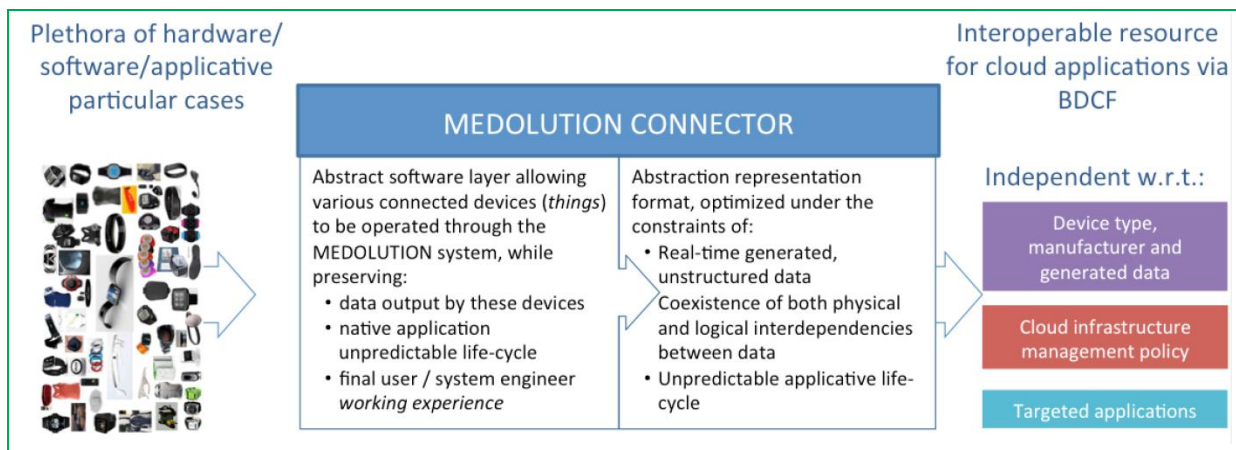 Plethora of hardware/
software/applicative
particular cases
MEDOLUTION CONNECTOR
Abstract software layer allowing
various connected devices (things)
to be operated through the
MEDOLUTION system, while
preserving:
• data output by these devices
• native application
unpredictable life-cycle
• final user / system engineer
working experience
Abstraction representation
format, optimized under the
constraints of:
• Real-time generated,
unstructured data
Coexistence of both physical
and logical interdependencies
between data
• Unpredictable applicative life-
cycle
Interoperable resource
for cloud applications via
BDCF
Independent w.r.t.:
Device type,
manufacturer and
generated data
Cloud infrastructure
management policy
Targeted applications